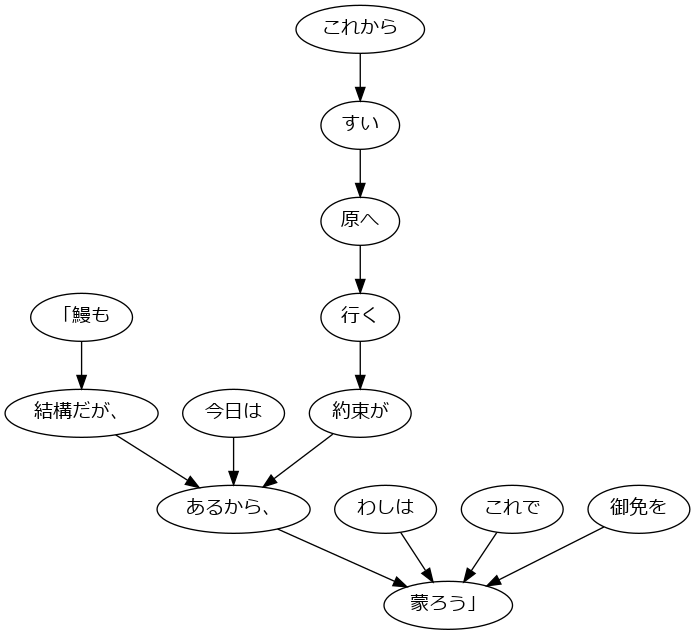 これから
すい
原へ
「鰻も
行く
結構だが、
今日は
約束が
あるから、
わしは
これで
御免を
蒙ろう」